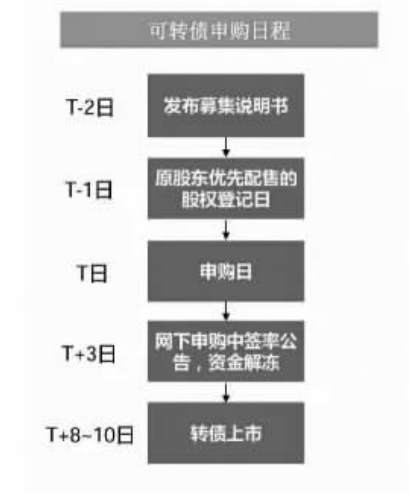 可转债申购日程
T-2日
发布募集说明书
T-1日
原股东优先配售的
股权登记日
T日
申购日
T+3日
网下申购中签率公
告，资金解冻
T+8~10日
转债上市